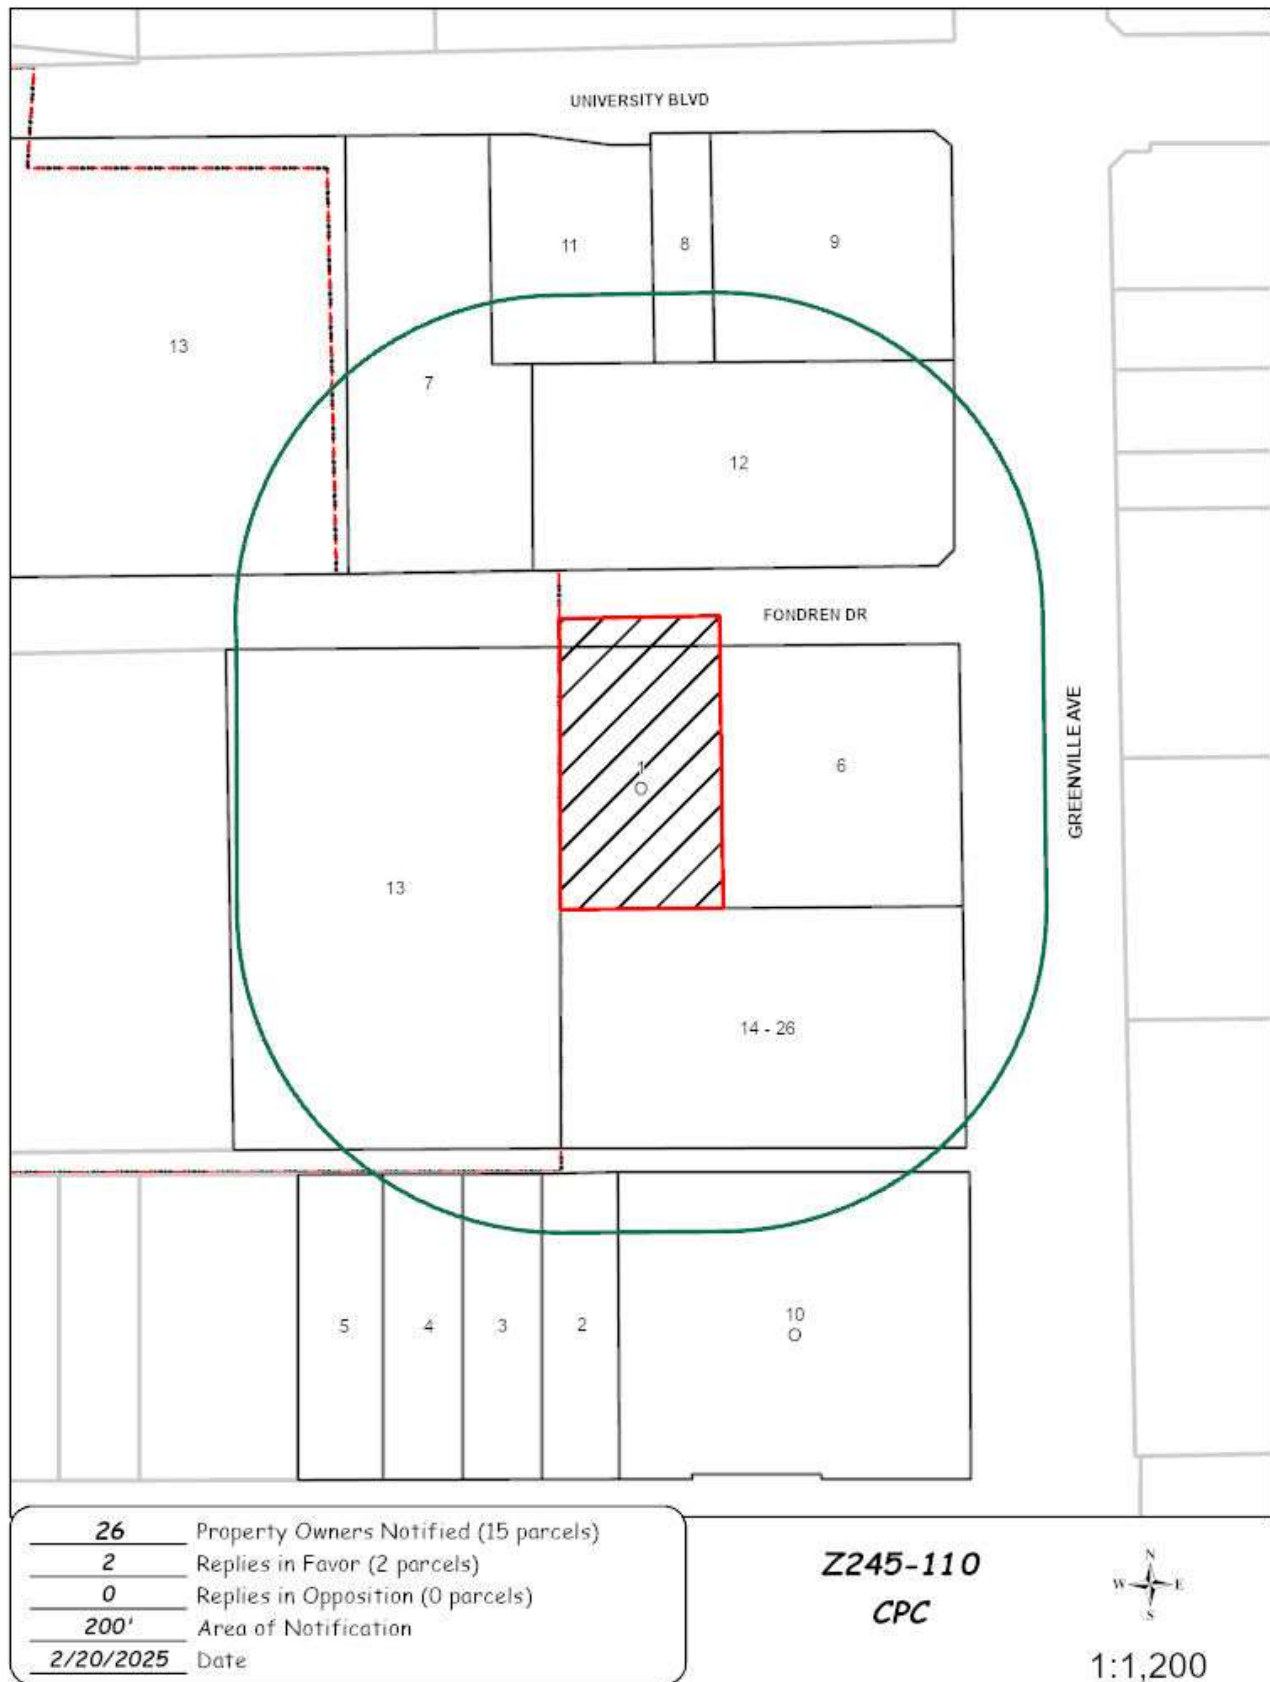 UNIVERSITY BLVD
11
8
9
13
7
12
FONDREN DR
GREENVILLE AVE
1
6
13
14 - 26
10
5
4
3
2
26 Property Owners Notified (15 parcels)
2 Replies in Favor (2 parcels)
0 Replies in Opposition (0 parcels)
200' Area of Notification
2/20/2025 Date
Z245-110
CPC
N
W E
S
1:1,200